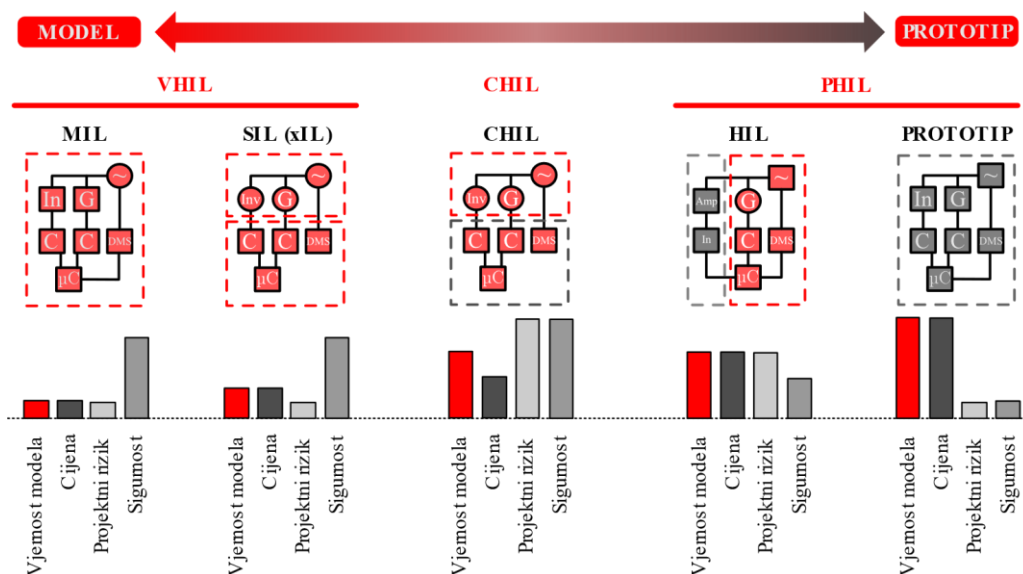 MODEL
PROTOTIP
VHIL
CHIL
PHIL
MIL
SIL (xIL)
CHIL
HIL
PROTOTIP
~
In G
C C DMS
µC
~
Inv G
C C DMS
µC
~
Inv G
C C DMS
µC
~
Amp G
In C DMS
µC
~
In G
C C DMS
µC
Vjernost modela
Cijena
Projektni rizik
Sigurnost
Vjernost modela
Cijena
Projektni rizik
Sigurnost
Vjernost modela
Cijena
Projektni rizik
Sigurnost
Vjernost modela
Cijena
Projektni rizik
Sigurnost
Vjernost modela
Cijena
Projektni rizik
Sigurnost